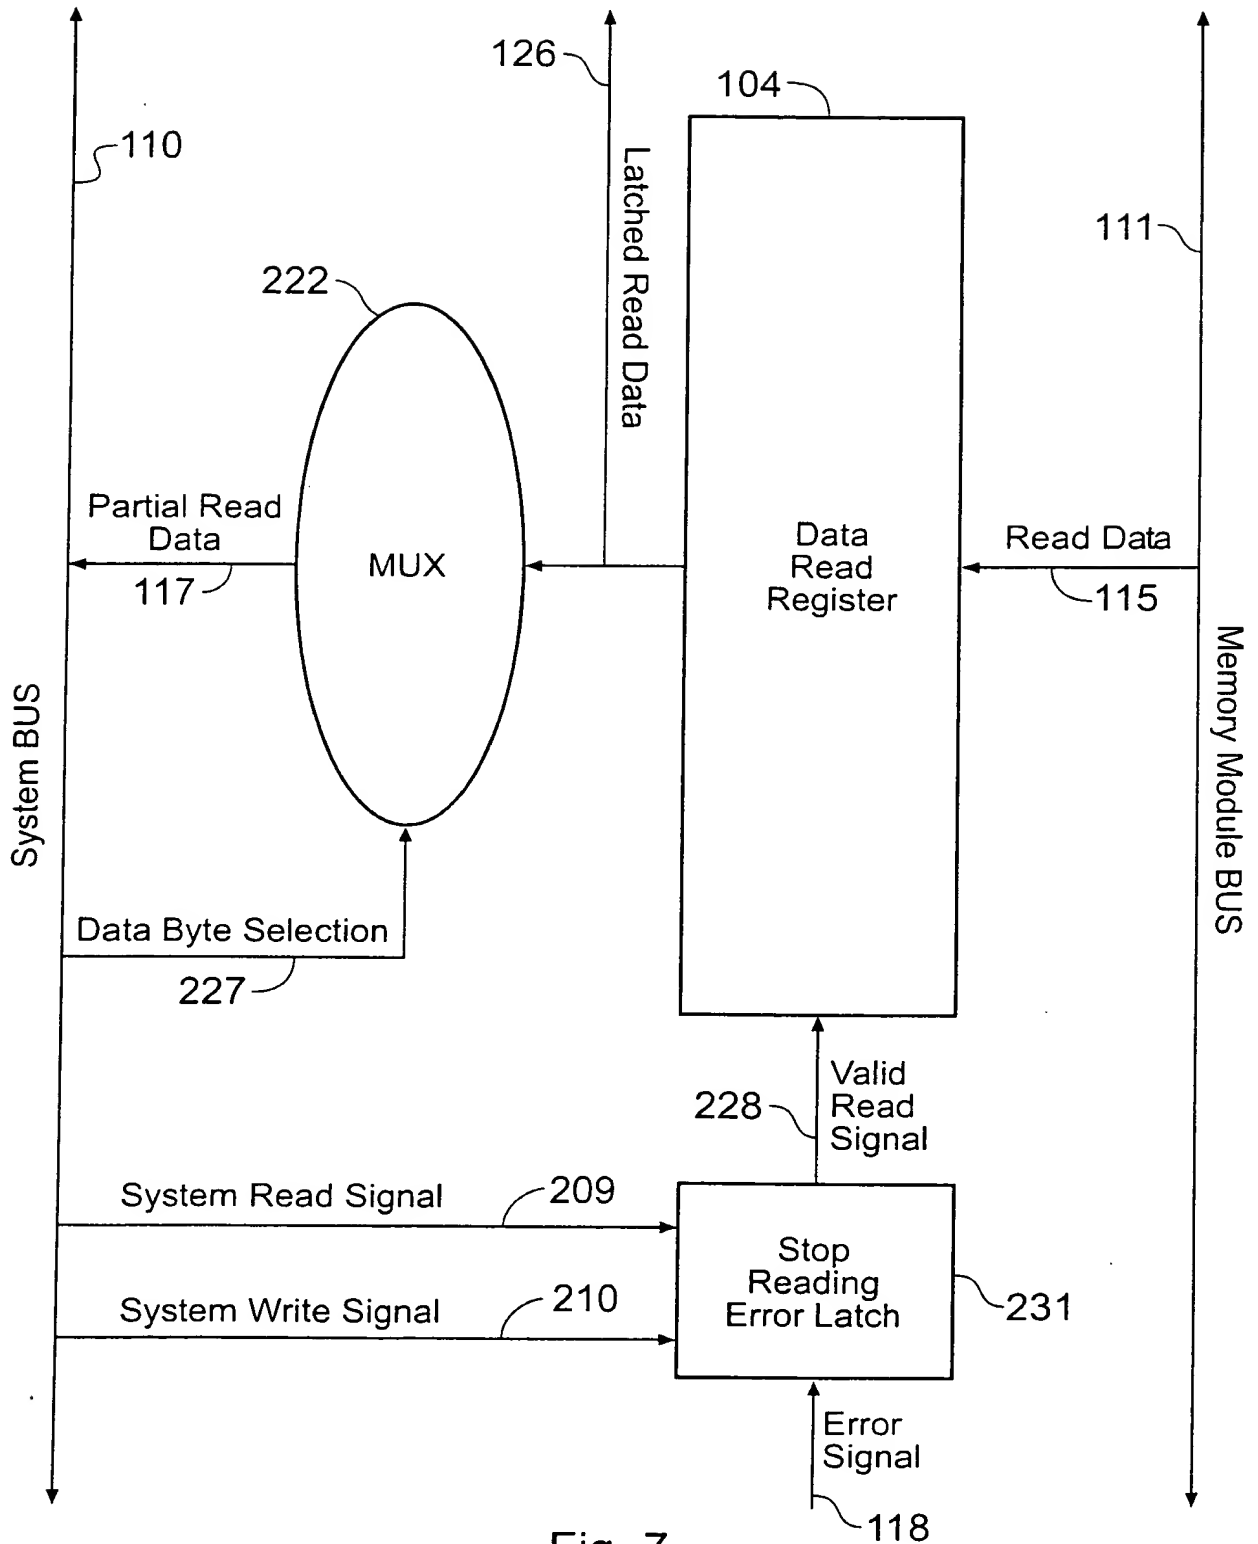 126
104
110
Latched Read Data
111
222
Partial Read
Data
117
MUX
Data
Read
Register
Read Data
115
System BUS
Memory Module BUS
Data Byte Selection
227
Valid
Read
Signal
228
System Read Signal
209
Stop
Reading
Error Latch
231
System Write Signal
210
Error
Signal
118
Fig. 7